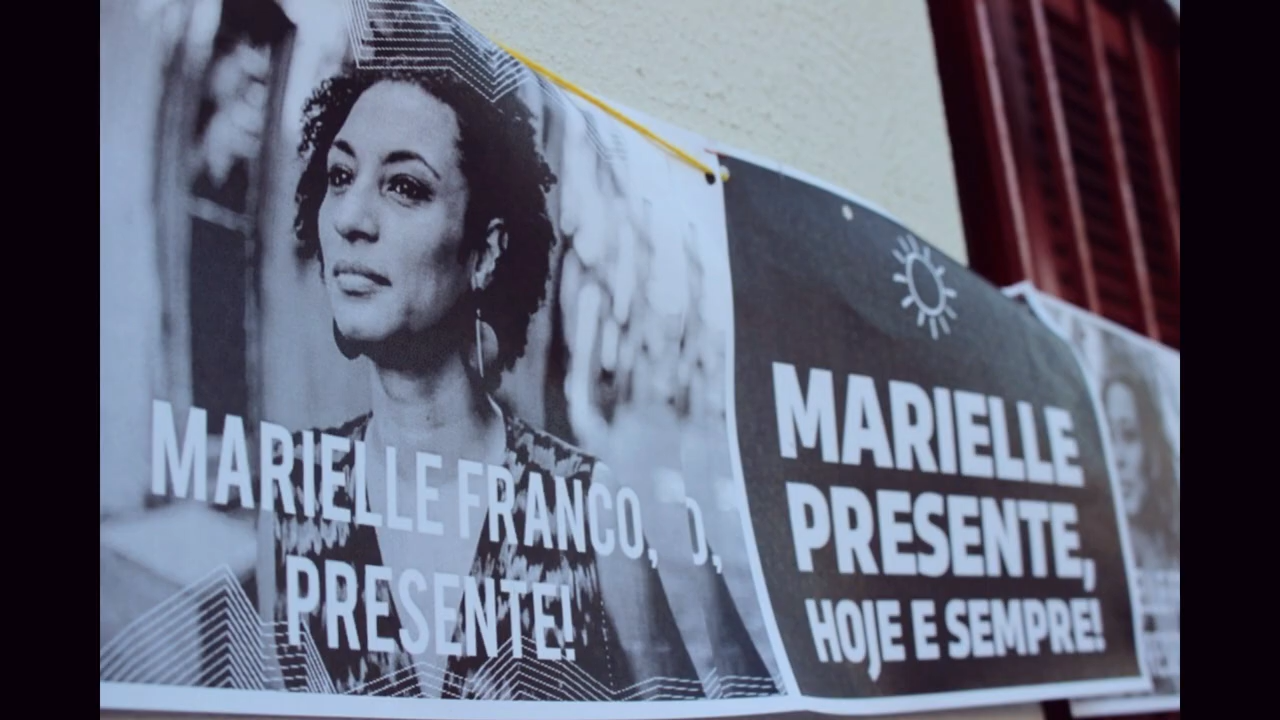 MARIELLE FRANCO, O,
PRESENTE!
MARIELLE
PRESENTE,
HOJE E SEMPRE!